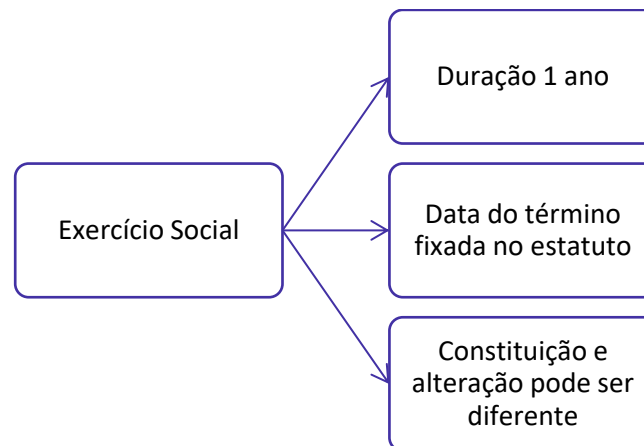 Duração 1 ano
Exercício Social
Data do término
fixada no estatuto
Constituição e
alteração pode ser
diferente